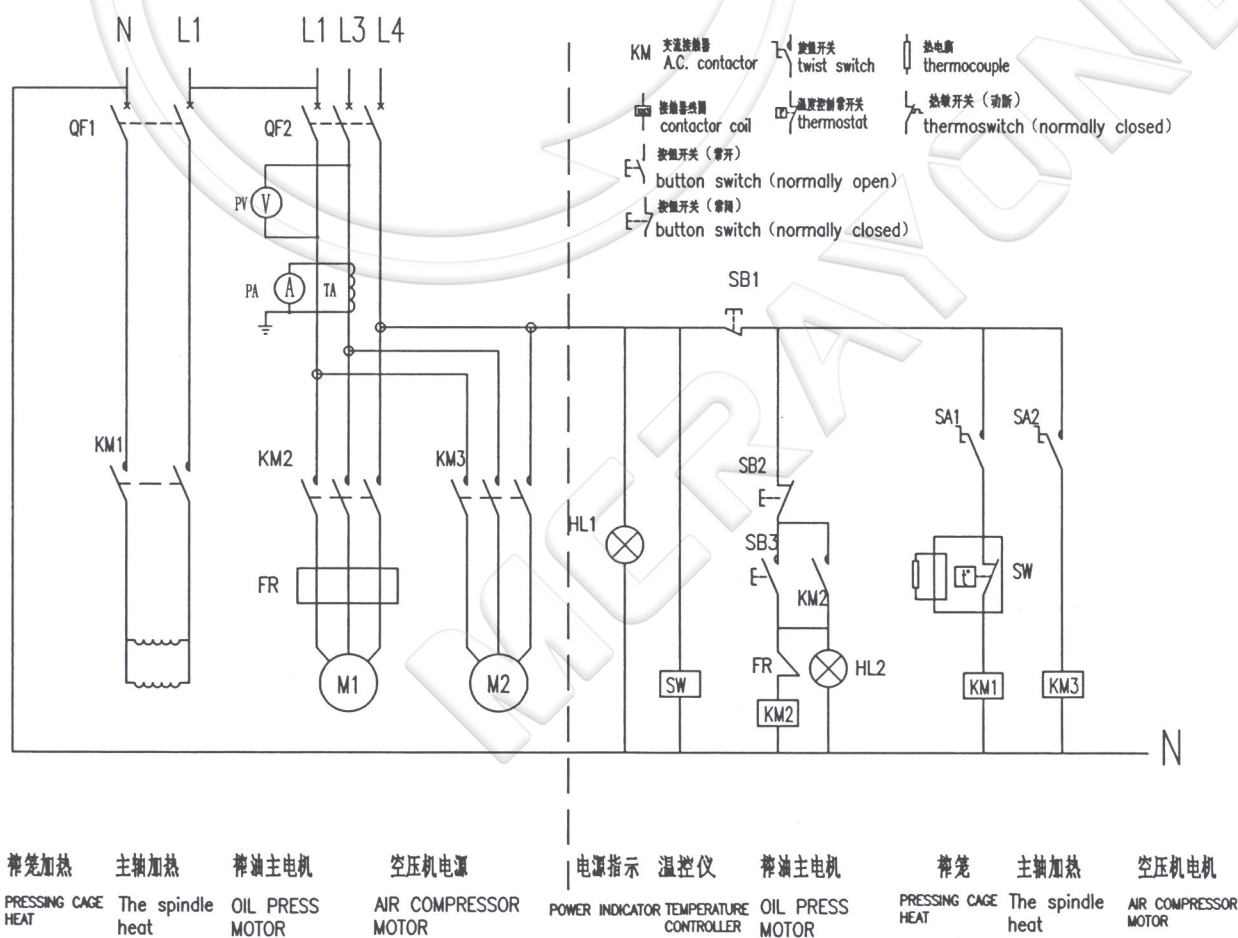 N L1 L1 L3 L4
KM 交流接触器
A.C. contactor
旋钮开关
twist switch
热电偶
thermocouple
接触器线圈
contactor coil
温度控制常开关
thermostat
热敏开关（动断）
thermoswitch (normally closed)
按钮开关（常开）
button switch (normally open)
按钮开关（常闭）
button switch (normally closed)
QF1
QF2
PV V
PA A TA
SB1
SA1
SA2
KM1
KM2
KM3
SB2
HL1
SB3
KM2
t°
SW
FR
FR
HL2
M1
M2
SW
KM2
KM1
KM3
N
榨笼加热
PRESSING CAGE
HEAT
主轴加热
The spindle
heat
榨油主电机
OIL PRESS
MOTOR
空压机电源
AIR COMPRESSOR
MOTOR
电源指示
POWER INDICATOR
温控仪
TEMPERATURE
CONTROLLER
榨油主电机
OIL PRESS
MOTOR
榨笼
PRESSING CAGE
HEAT
主轴加热
The spindle
heat
空压机电机
AIR COMPRESSOR
MOTOR